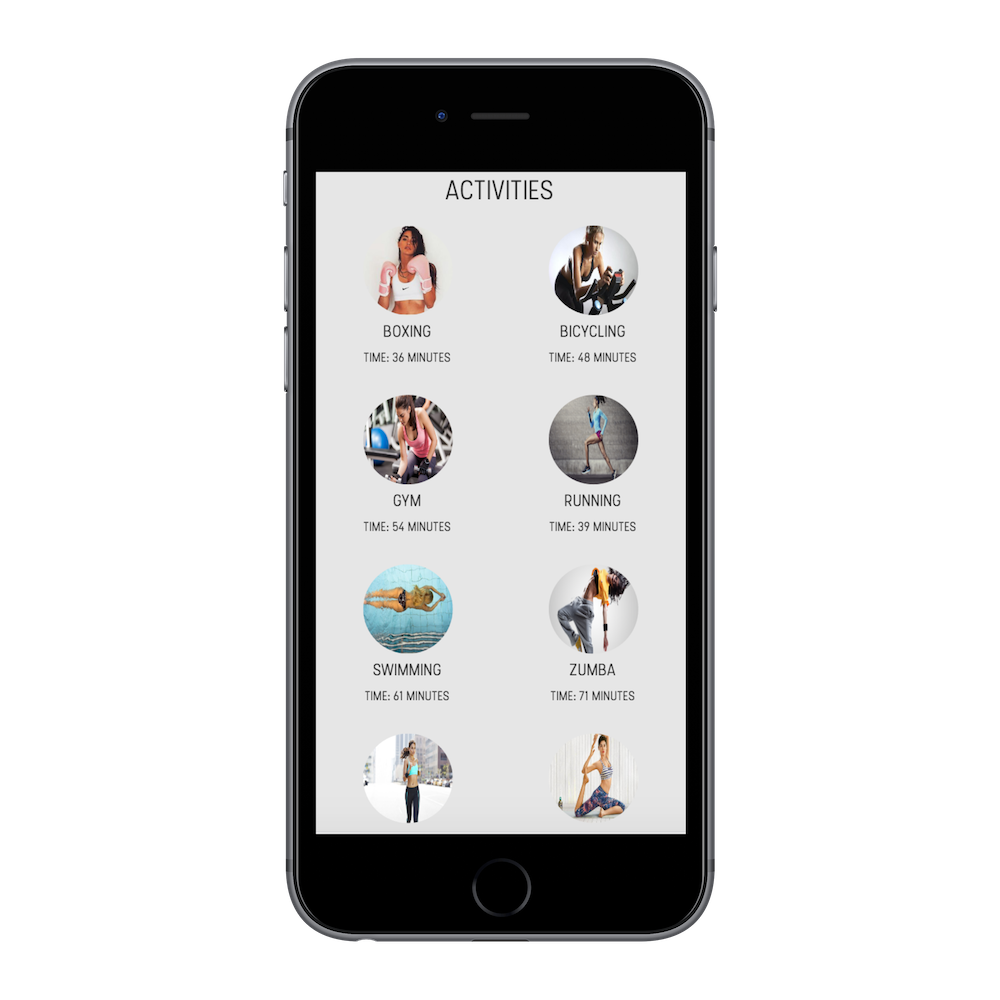 ACTIVITIES
BOXING
TIME: 36 MINUTES
BICYCLING
TIME: 48 MINUTES
GYM
TIME: 54 MINUTES
RUNNING
TIME: 39 MINUTES
SWIMMING
TIME: 61 MINUTES
ZUMBA
TIME: 71 MINUTES